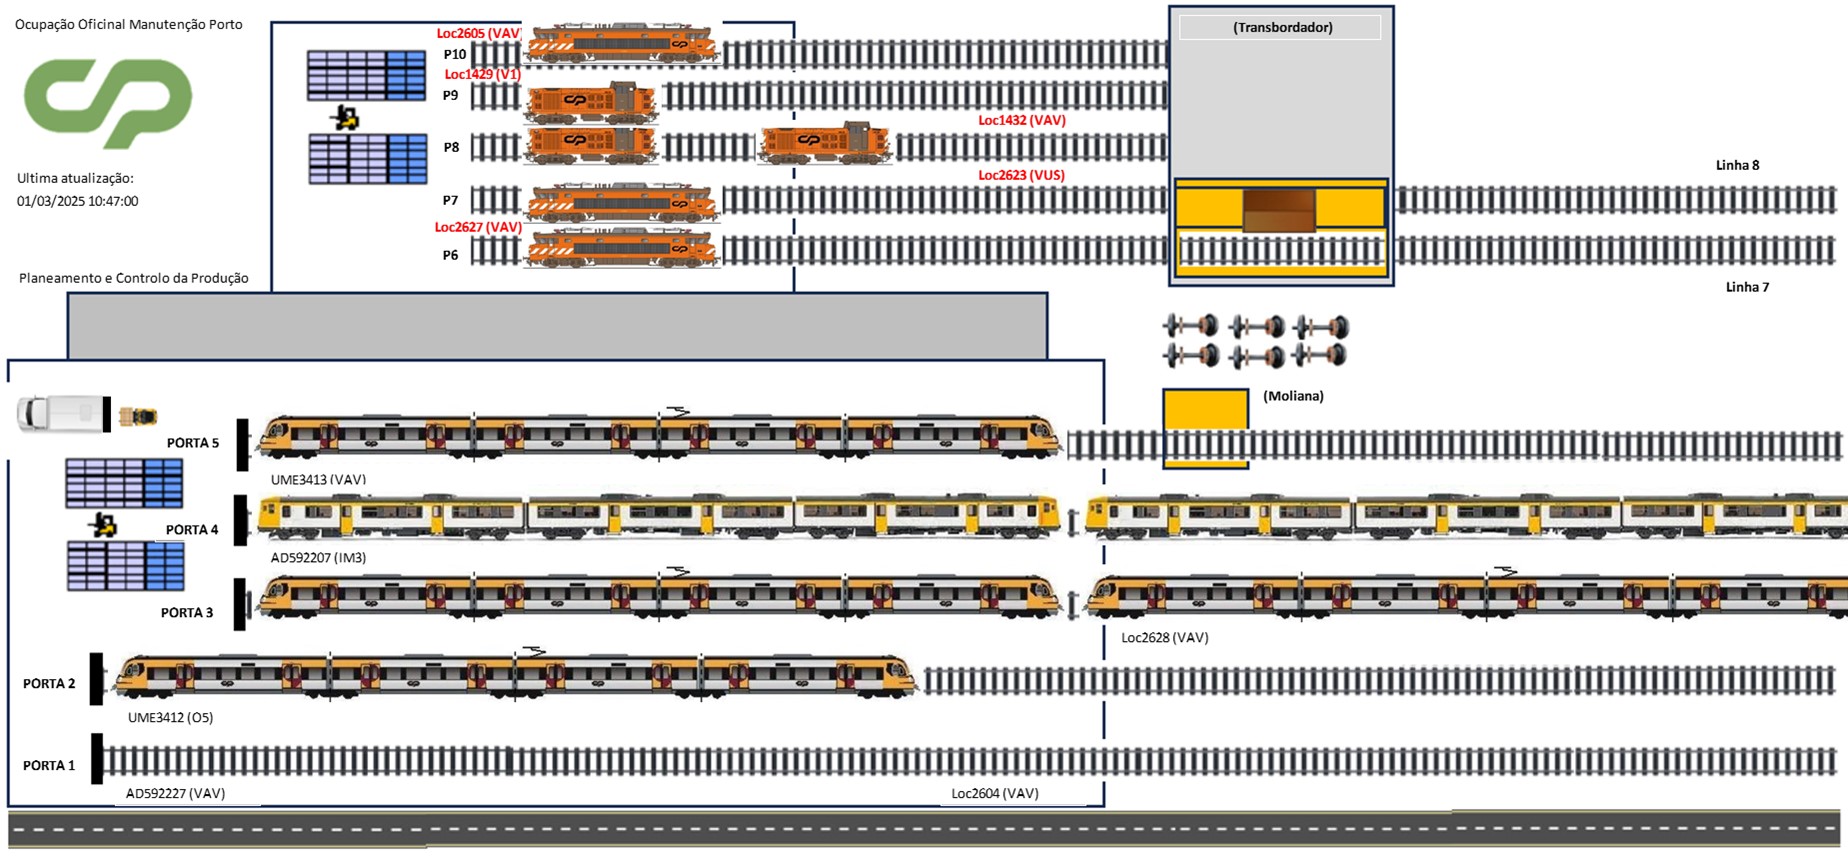 Ocupação Oficinal Manutenção Porto
Loc2605 (VAV)
P10
(Transbordador)
Loc1429 (V1)
P9
Loc1432 (VAV)
P8
Linha 8
Ultima atualização:
Loc2623 (VUS)
01/03/2025 10:47:00
P7
Loc2627 (VAV)
P6
Planeamento e Controlo da Produção
Linha 7
(Moliana)
PORTA 5
UME3413 (VAV)
PORTA 4
AD592207 (IM3)
PORTA 3
Loc2628 (VAV)
PORTA 2
UME3412 (O5)
PORTA 1
AD592227 (VAV)
Loc2604 (VAV)